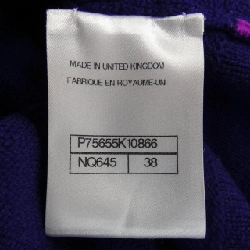 MADE IN UNITED KINGDOM
FABRIQUE EN ROYAUME-UNI
P75655K10866
NQ645 38